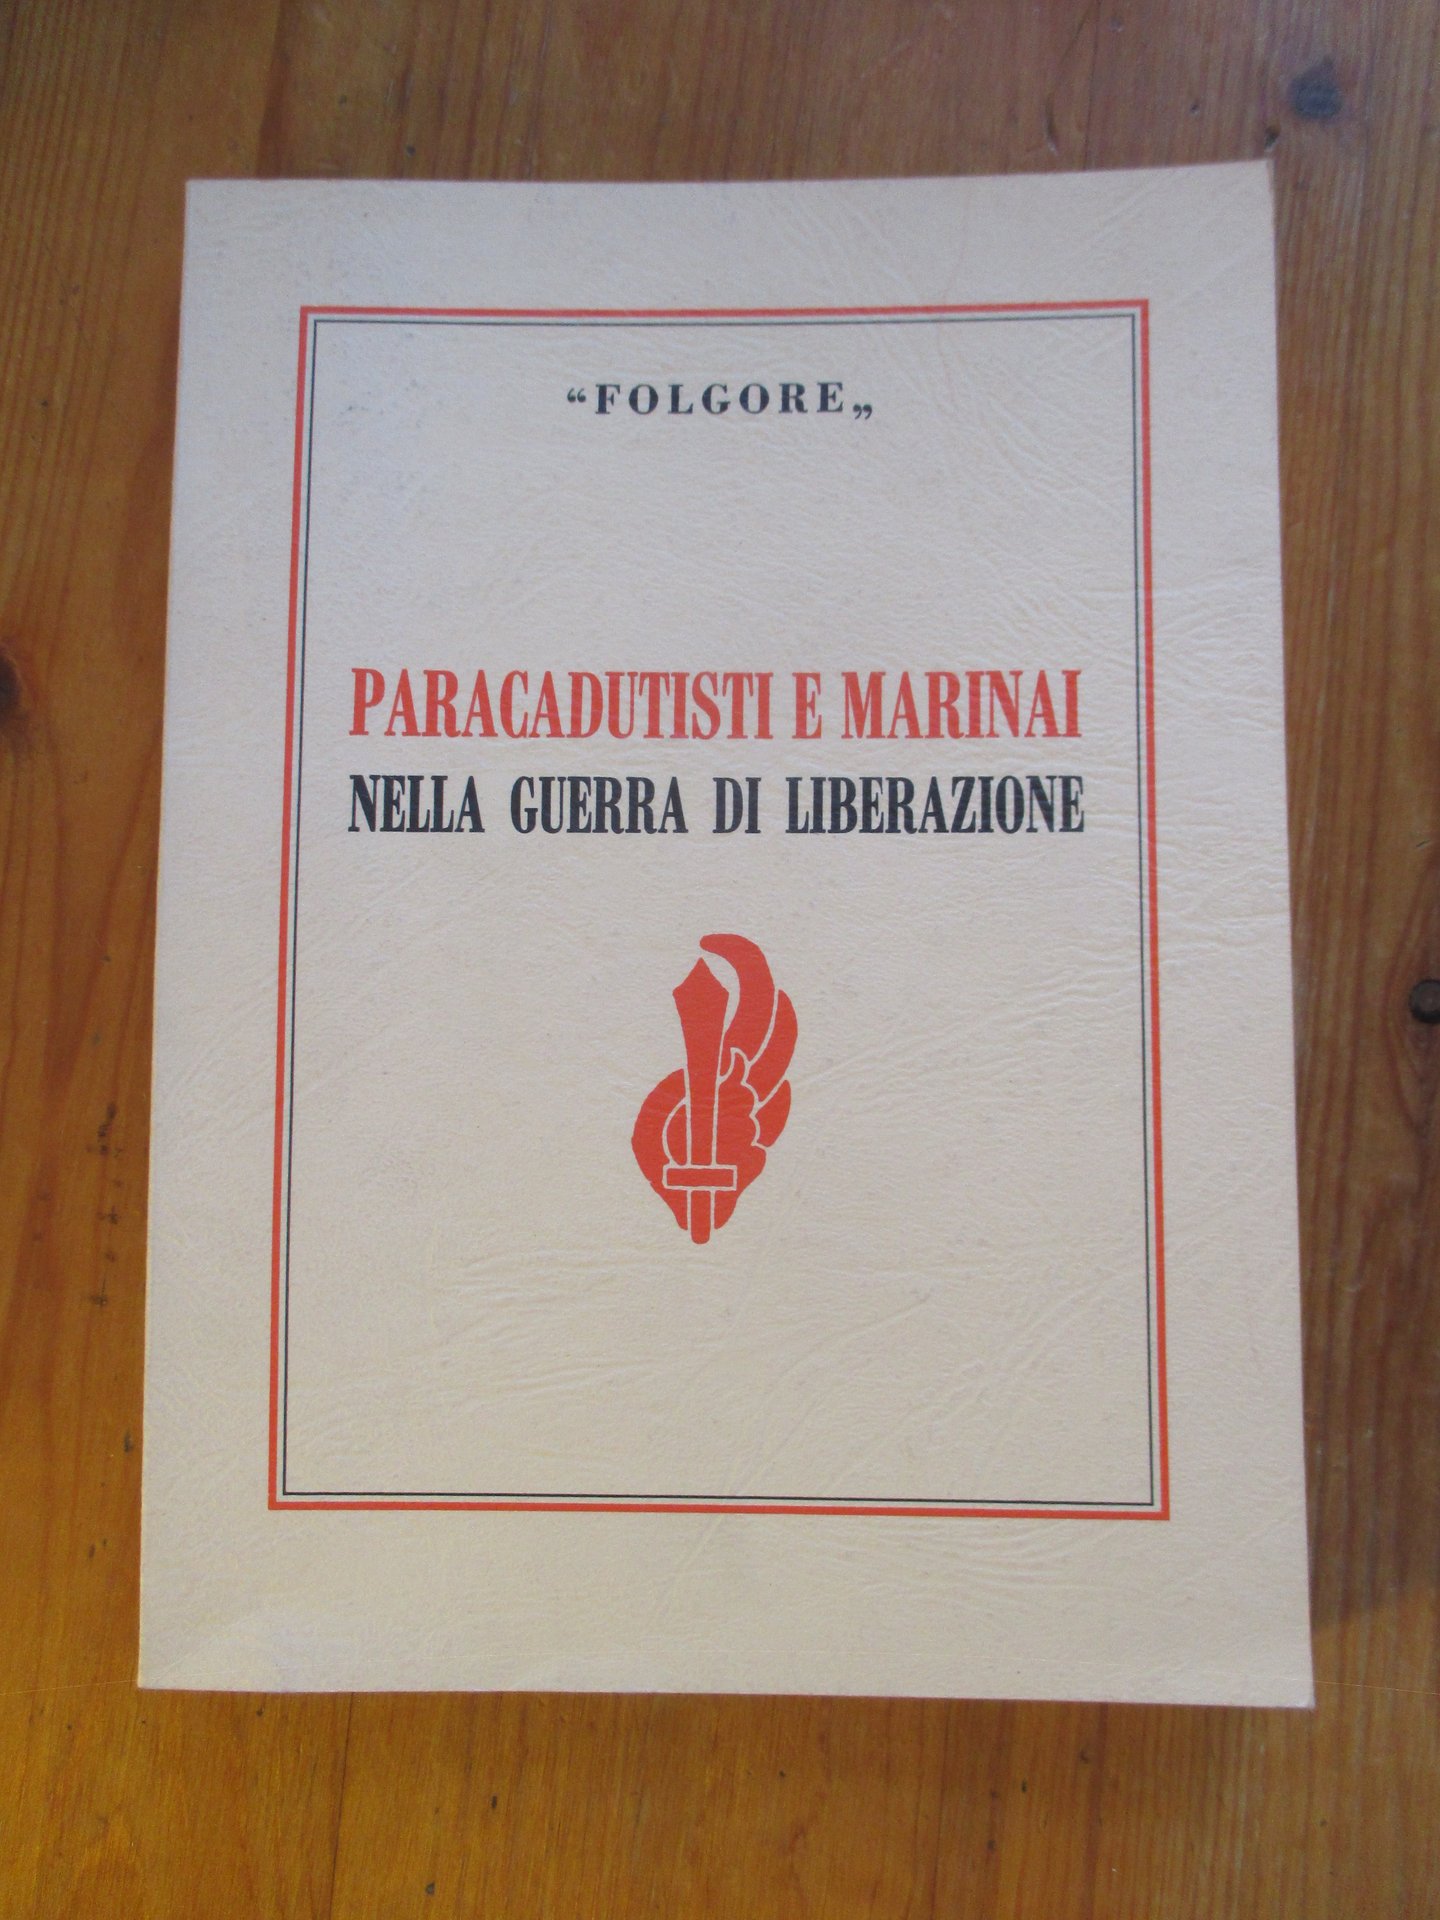 “FOLGORE„
PARACADUTISTI E MARINAI
NELLA GUERRA DI LIBERAZIONE